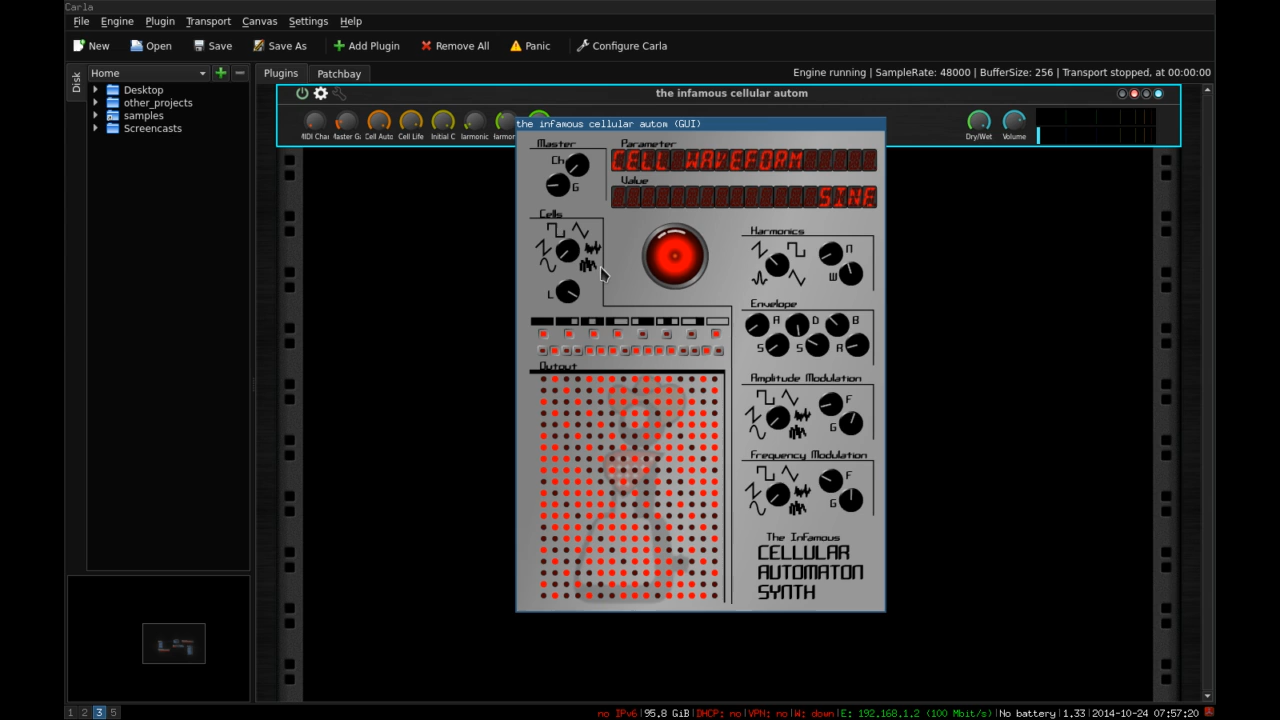 Carla
File Engine Plugin Transport Canvas Settings Help
New Open Save Save As Add Plugin Remove All Panic Configure Carla
Disk
Home
Plugins Patchbay
Engine running | SampleRate: 48000 | BufferSize: 256 | Transport stopped, at 00:00:00
Desktop
other_projects
samples
Screencasts
the infamous cellular autom
Cell Auto Cell Life Initial C Dry/Wet Volume
the infamous cellular autom (GUI)
Master
Ch
G
Parameter
CELL WAVEFORM
Value
SINE
Cells
L
Harmonics
Π
Ш
Envelope
A D B
S S R
Output
Amplitude Modulation
F
G
Frequency Modulation
F
G
The Infamous
CELLULAR
AUTOMATON
SYNTH
1 2 3 5
no IPv6|95.8 GiB|DHCP: no|VPN: no|W: down|E: 192.168.1.2 (100 Mbit/s)|No battery|1.33|2014-10-24 07:57:20